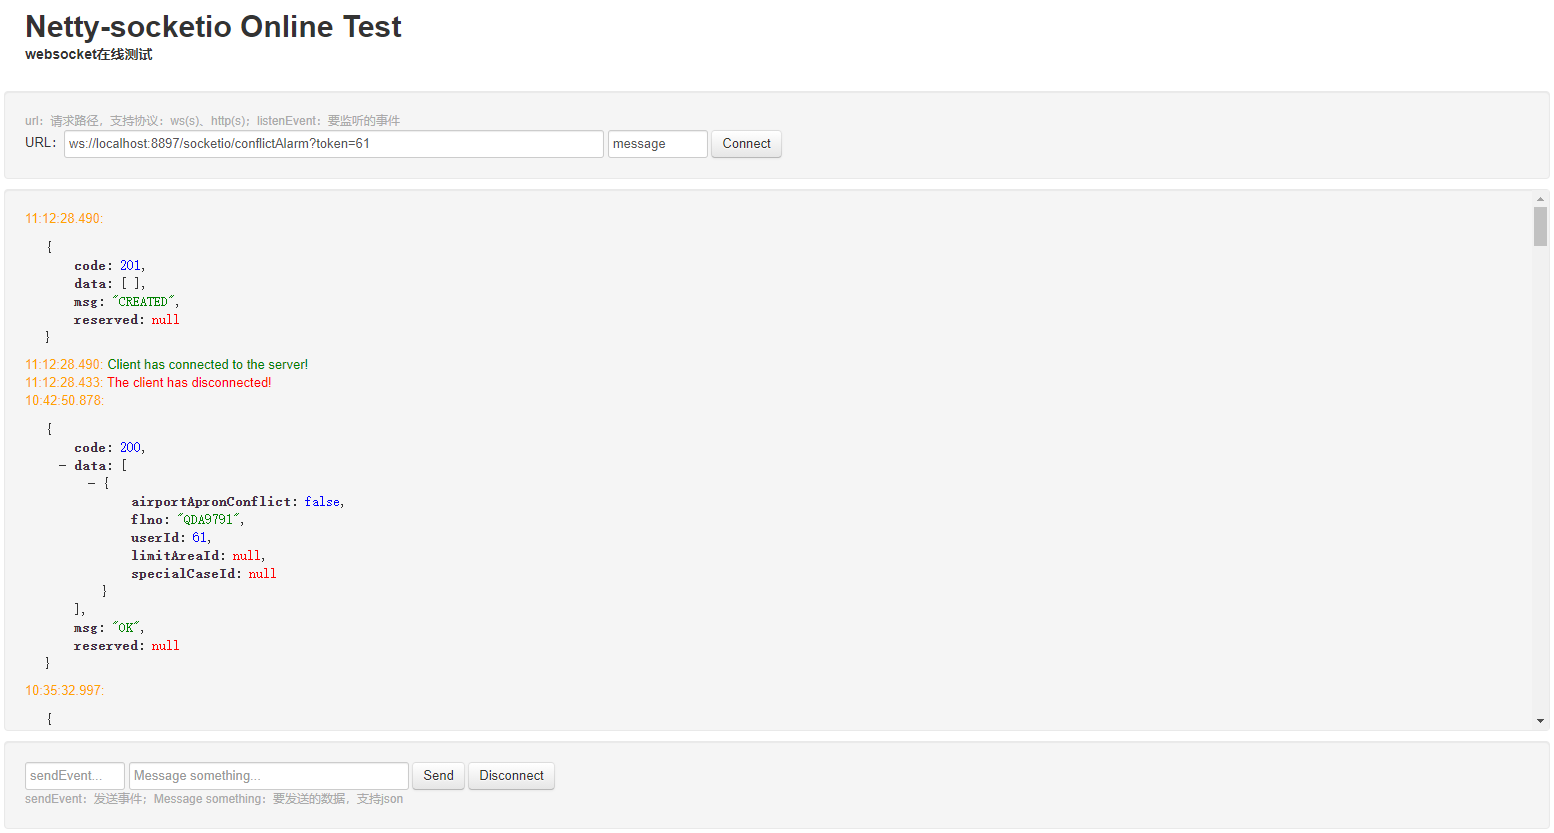 Netty-socketio Online Test
websocket在线测试
url：请求路径，支持协议：ws(s)、http(s)；listenEvent：要监听的事件
URL： ws://localhost:8897/socketio/conflictAlarm?token=61 message Connect
11:12:28.490:
{
code: 201,
data: [ ],
msg: "CREATED",
reserved: null
}
11:12:28.490: Client has connected to the server!
11:12:28.433: The client has disconnected!
10:42:50.878:
{
code: 200,
- data: [
- {
airportApronConflict: false,
flno: "QDA9791",
userId: 61,
limitAreaId: null,
specialCaseId: null
}
],
msg: "OK",
reserved: null
}
10:35:32.997:
{
sendEvent... Message something... Send Disconnect
sendEvent：发送事件；Message something：要发送的数据，支持json